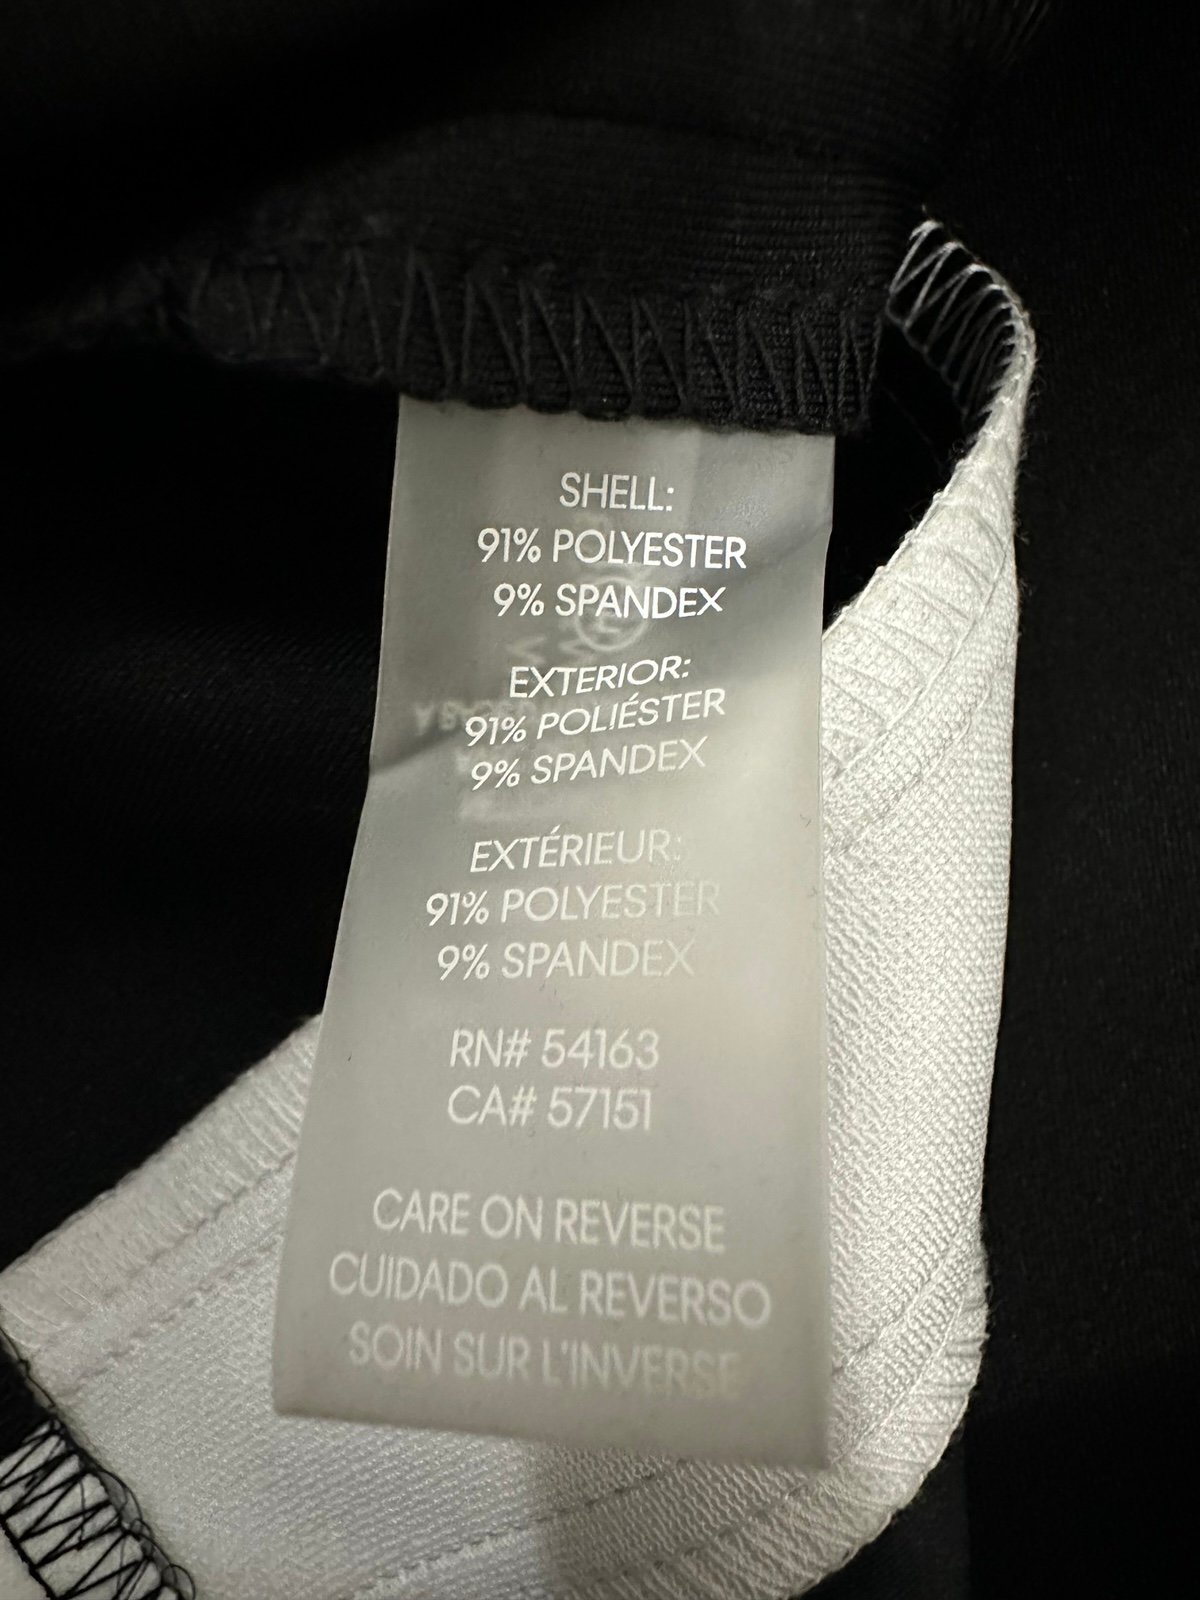 SHELL:
91% POLYESTER
9% SPANDEX
EXTERIOR:
91% POLIÉSTER
9% SPANDEX
EXTÉRIEUR:
91% POLYESTER
9% SPANDEX
RN# 54163
CA# 57151
CARE ON REVERSE
CUIDADO AL REVERSO
SOIN SUR L'INVERSE